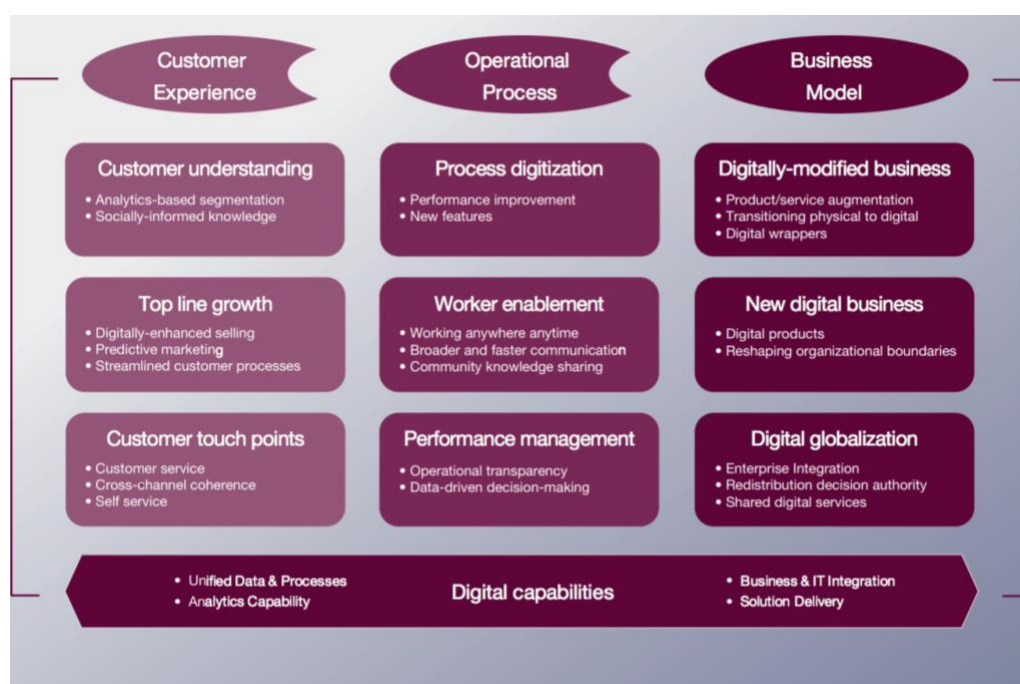 Customer
Experience
Operational
Process
Business
Model
Customer understanding
• Analytics-based segmentation
• Socially-informed knowledge
Process digitization
• Performance improvement
• New features
Digitally-modified business
• Product/service augmentation
• Transitioning physical to digital
• Digital wrappers
Top line growth
• Digitally-enhanced selling
• Predictive marketing
• Streamlined customer processes
Worker enablement
• Working anywhere anytime
• Broader and faster communication
• Community knowledge sharing
New digital business
• Digital products
• Reshaping organizational boundaries
Customer touch points
• Customer service
• Cross-channel coherence
• Self service
Performance management
• Operational transparency
• Data-driven decision-making
Digital globalization
• Enterprise Integration
• Redistribution decision authority
• Shared digital services
• Unified Data & Processes
• Analytics Capability
Digital capabilities
• Business & IT Integration
• Solution Delivery